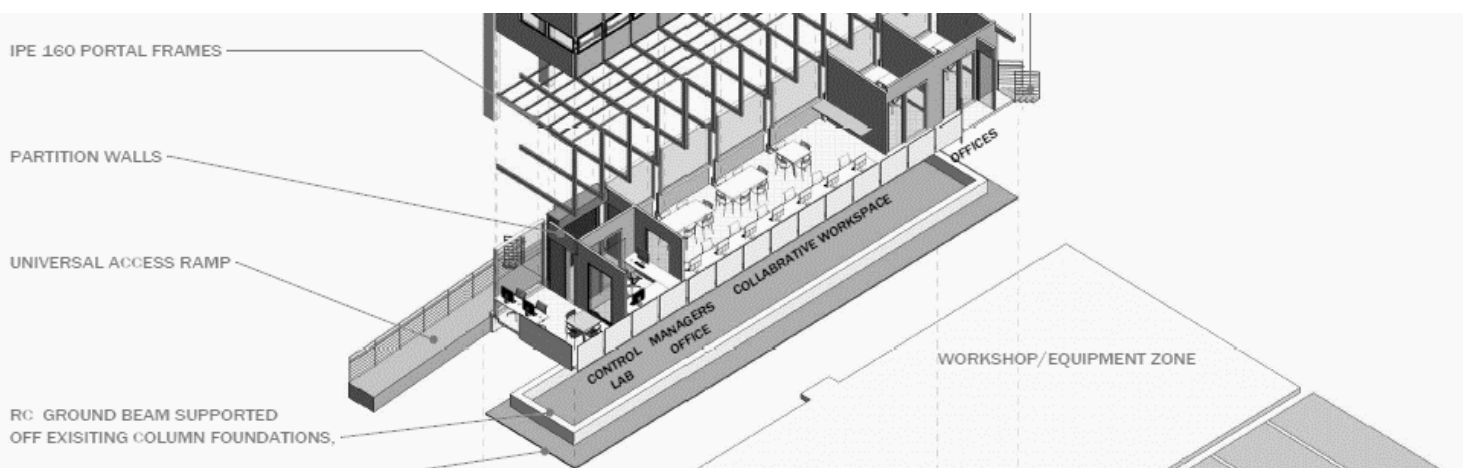 IPE 160 PORTAL FRAMES
PARTITION WALLS
OFFICES
UNIVERSAL ACCESS RAMP
COLLABRATIVE WORKSPACE
MANAGERS
OFFICE
CONTROL
LAB
WORKSHOP/EQUIPMENT ZONE
RC GROUND BEAM SUPPORTED
OFF EXISITING COLUMN FOUNDATIONS,